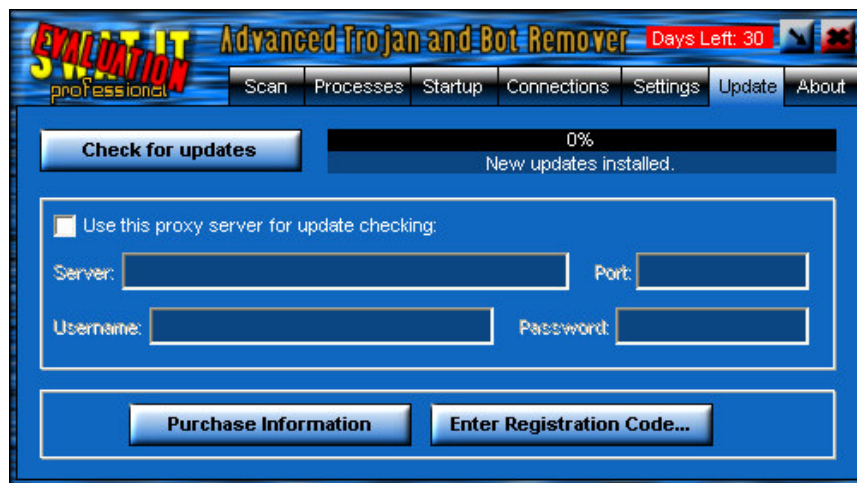 EVALUATION
SWAT IT
professional
Advanced Trojan and Bot Remover
Days Left: 30
Scan
Processes
Startup
Connections
Settings
Update
About
Check for updates
0%
New updates installed.
Use this proxy server for update checking:
Server:
Port:
Username:
Password:
Purchase Information
Enter Registration Code...